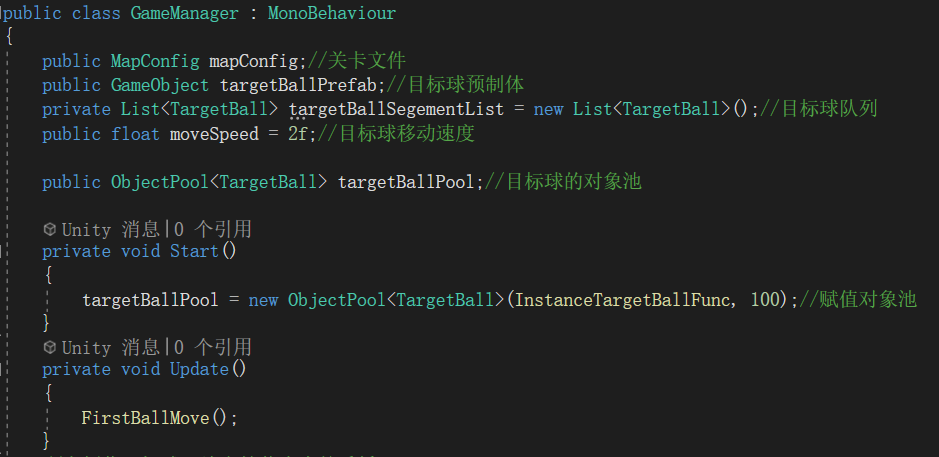 public class GameManager : MonoBehaviour
{
public MapConfig mapConfig;//关卡文件
public GameObject targetBallPrefab;//目标球预制体
private List<TargetBall> targetBallSegementList = new List<TargetBall>();//目标球队列
public float moveSpeed = 2f;//目标球移动速度
public ObjectPool<TargetBall> targetBallPool;//目标球的对象池
Unity 消息|0 个引用
private void Start()
{
targetBallPool = new ObjectPool<TargetBall>(InstanceTargetBallFunc, 100);//赋值对象池
}
Unity 消息|0 个引用
private void Update()
{
FirstBallMove();
}